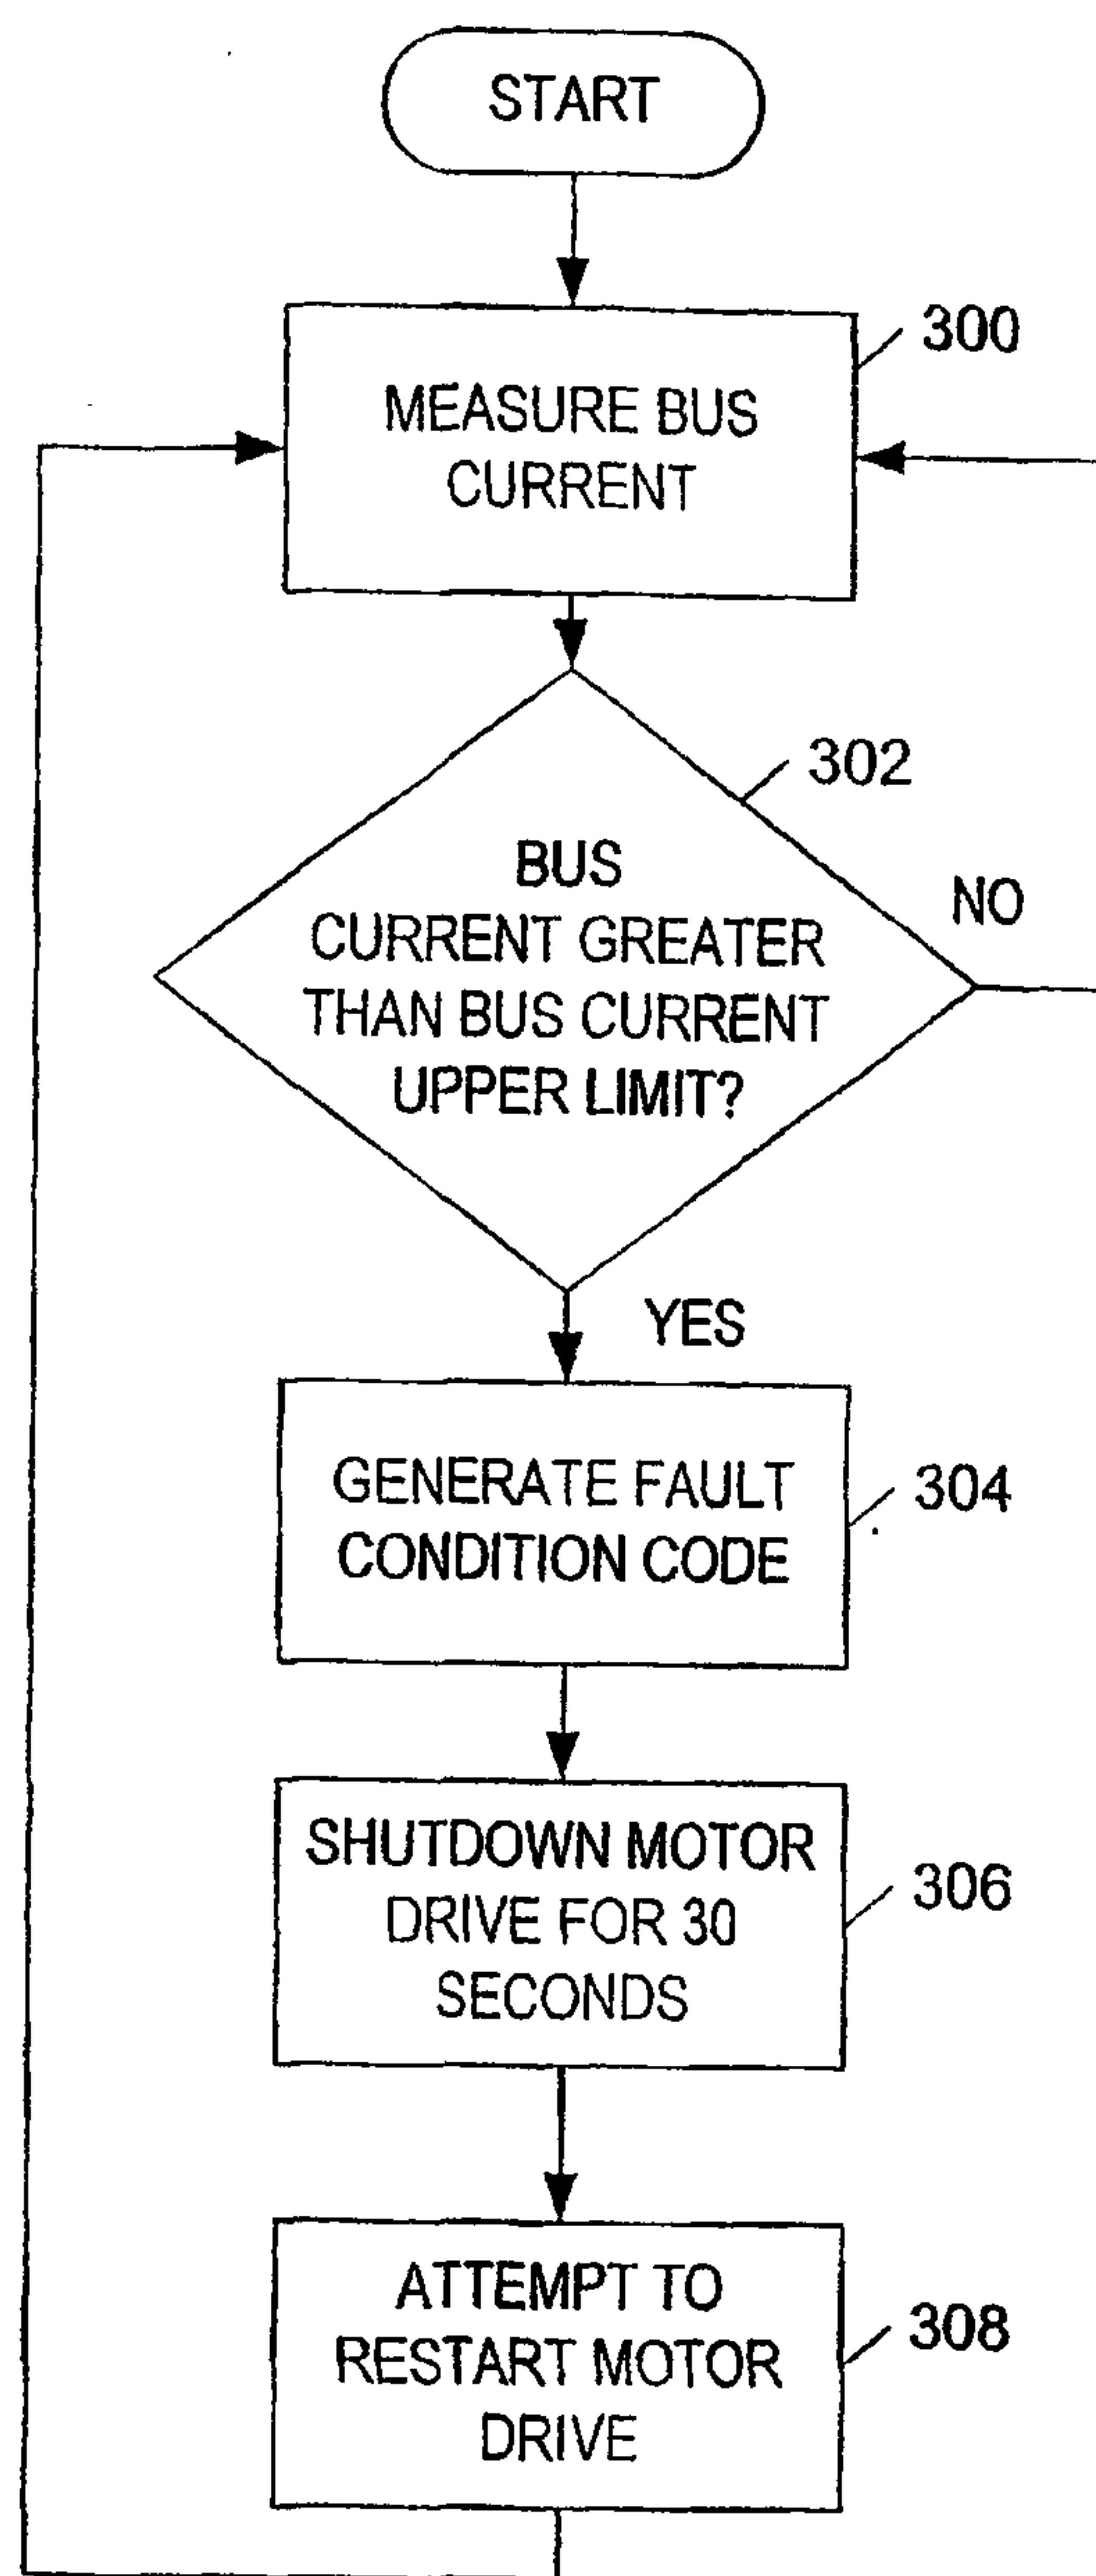 START
300
MEASURE BUS
CURRENT
302
BUS
CURRENT GREATER
THAN BUS CURRENT
UPPER LIMIT?
NO
YES
GENERATE FAULT
CONDITION CODE
304
SHUTDOWN MOTOR
DRIVE FOR 30
SECONDS
306
ATTEMPT TO
RESTART MOTOR
DRIVE
308